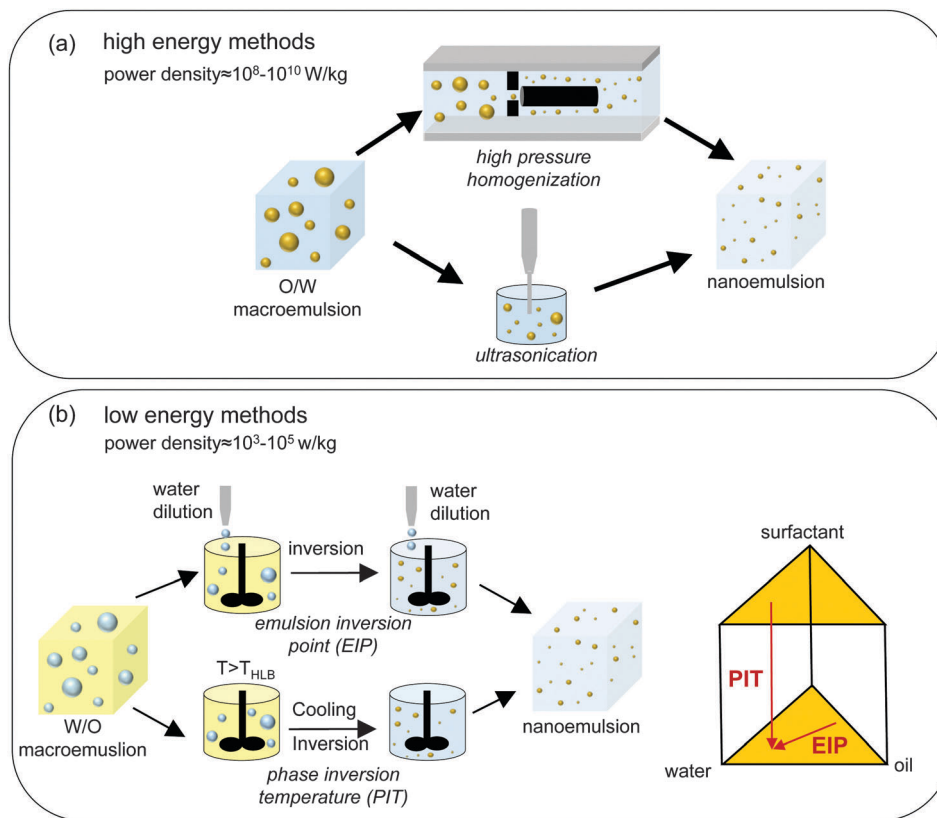 (a) high energy methods
power density≈10⁸-10¹⁰ W/kg
high pressure
homogenization
O/W
macroemulsion
ultrasonication
nanoemulsion
(b) low energy methods
power density≈10³-10⁵ w/kg
water
dilution
inversion
water
dilution
emulsion inversion
point (EIP)
W/O
macroemuslion
T>T_HLB
Cooling
Inversion
phase inversion
temperature (PIT)
nanoemulsion
surfactant
PIT
EIP
water
oil